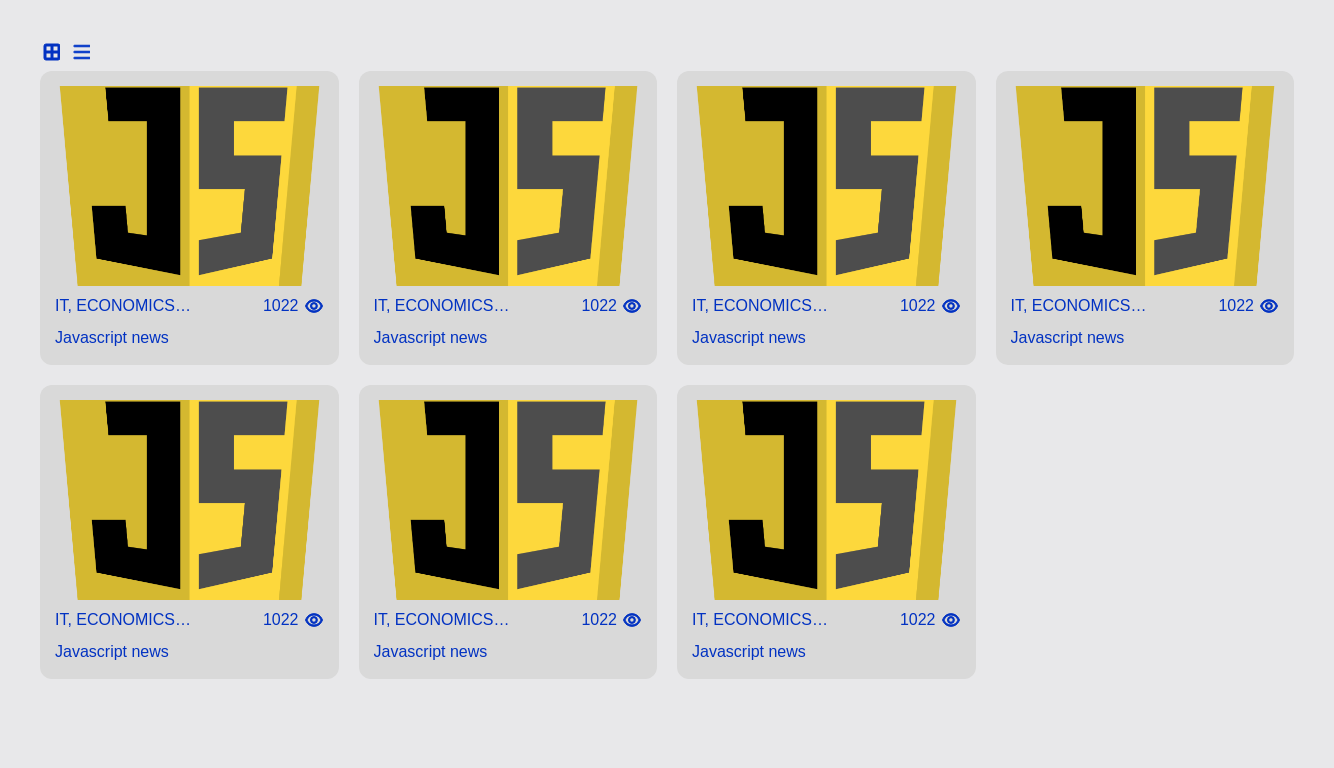 JS JS JS JS
IT, ECONOMICS… 1022 IT, ECONOMICS… 1022 IT, ECONOMICS… 1022 IT, ECONOMICS… 1022
Javascript news Javascript news Javascript news Javascript news
JS JS JS
IT, ECONOMICS… 1022 IT, ECONOMICS… 1022 IT, ECONOMICS… 1022
Javascript news Javascript news Javascript news